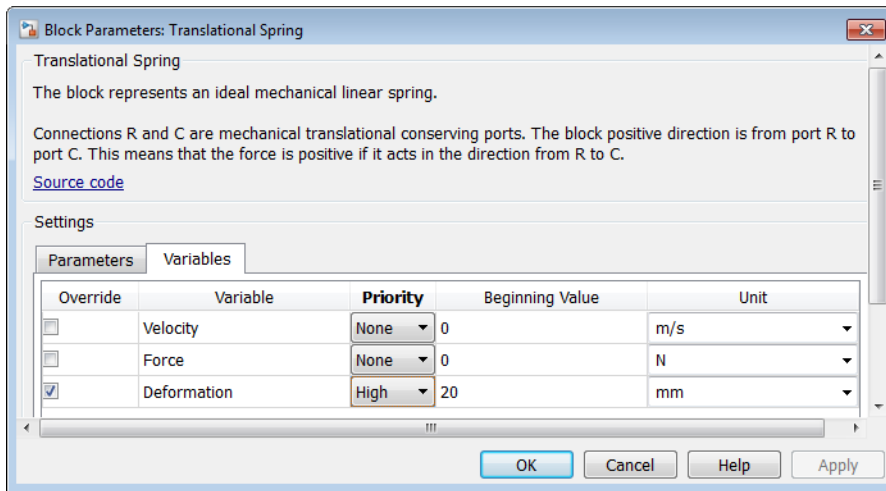 Block Parameters: Translational Spring
Translational Spring
The block represents an ideal mechanical linear spring.
Connections R and C are mechanical translational conserving ports. The block positive direction is from port R to
port C. This means that the force is positive if it acts in the direction from R to C.
Source code
Settings
Parameters Variables
Override Variable Priority Beginning Value Unit
Velocity None 0 m/s
Force None 0 N
Deformation High 20 mm
OK Cancel Help Apply